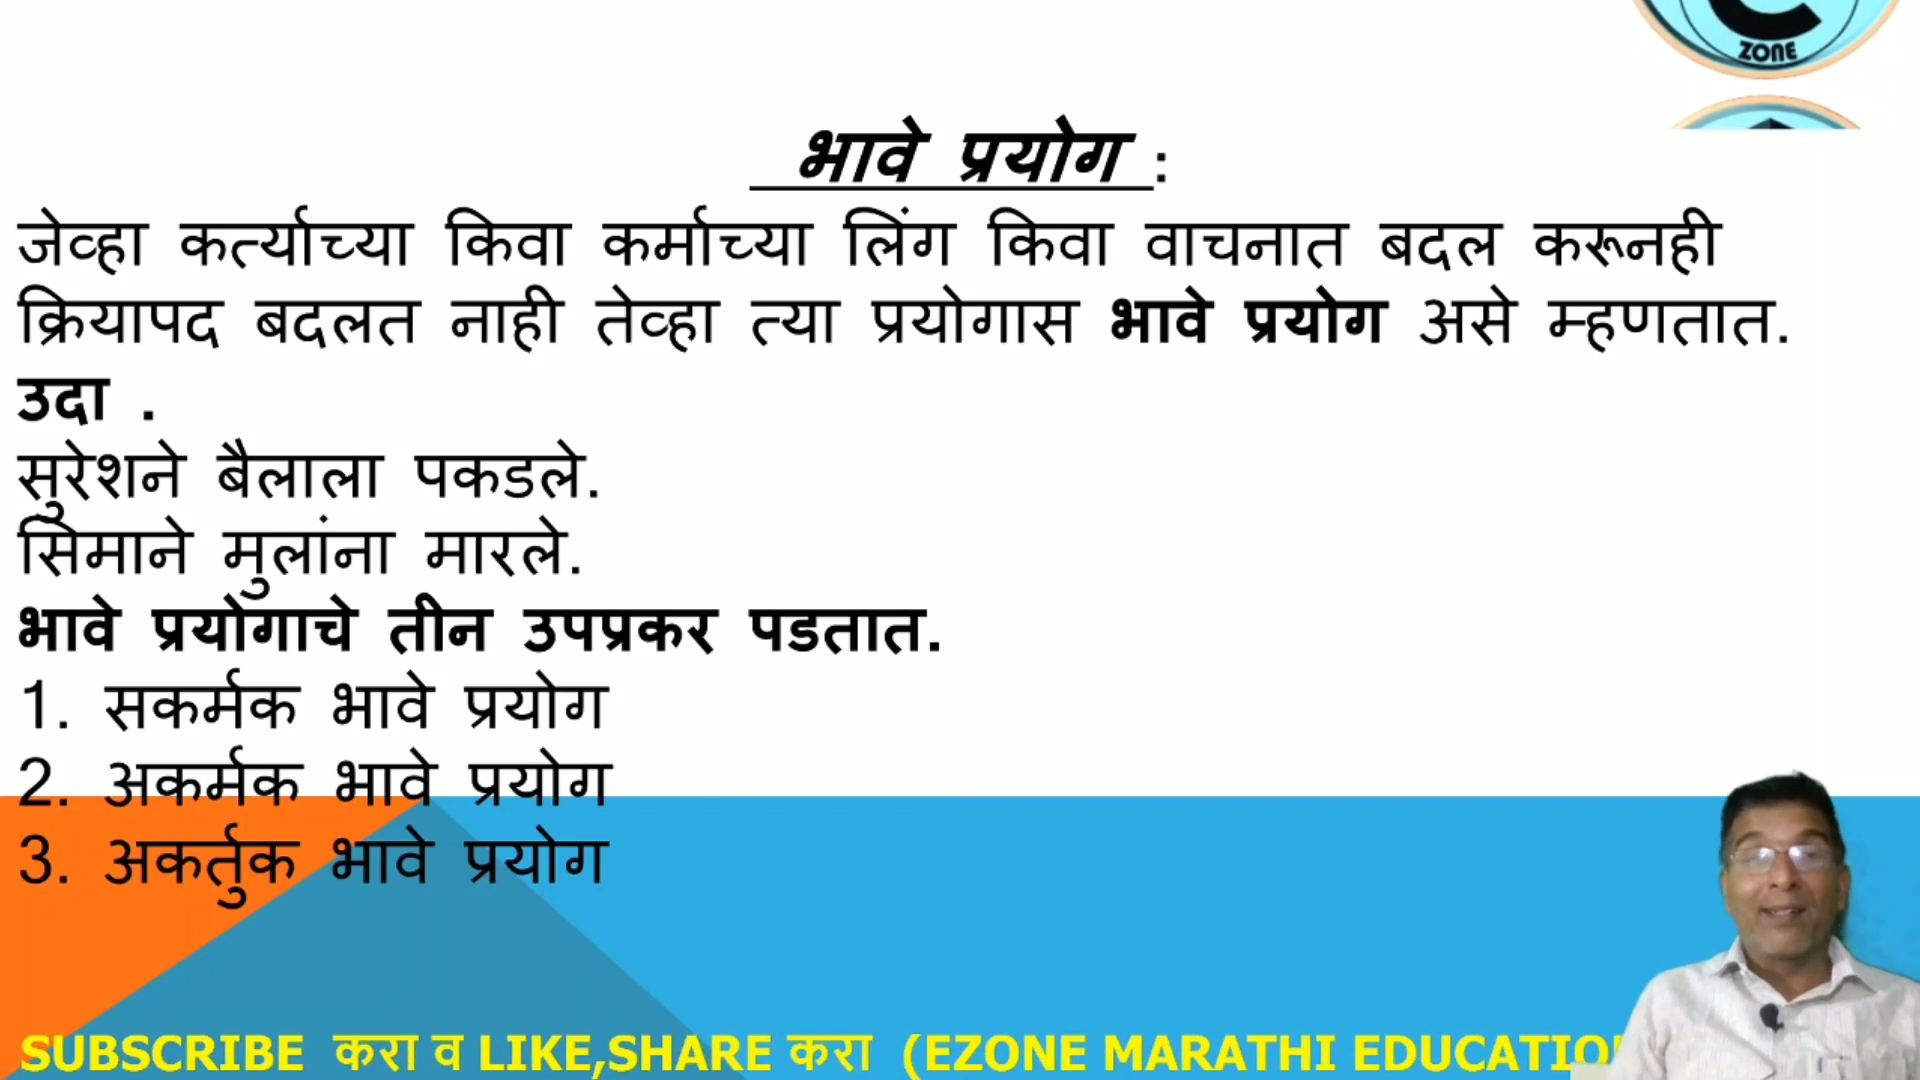 ZONE
भावे प्रयोग :
जेव्हा कर्त्याच्या किवा कर्माच्या लिंग किवा वाचनात बदल करूनही
क्रियापद बदलत नाही तेव्हा त्या प्रयोगास भावे प्रयोग असे म्हणतात.
उदा .
सुरेशने बैलाला पकडले.
सिमाने मुलांना मारले.
भावे प्रयोगाचे तीन उपप्रकर पडतात.
1. सकर्मक भावे प्रयोग
2. अकर्मक भावे प्रयोग
3. अकर्तुक भावे प्रयोग
SUBSCRIBE करा व LIKE,SHARE करा (EZONE MARATHI EDUCATIO